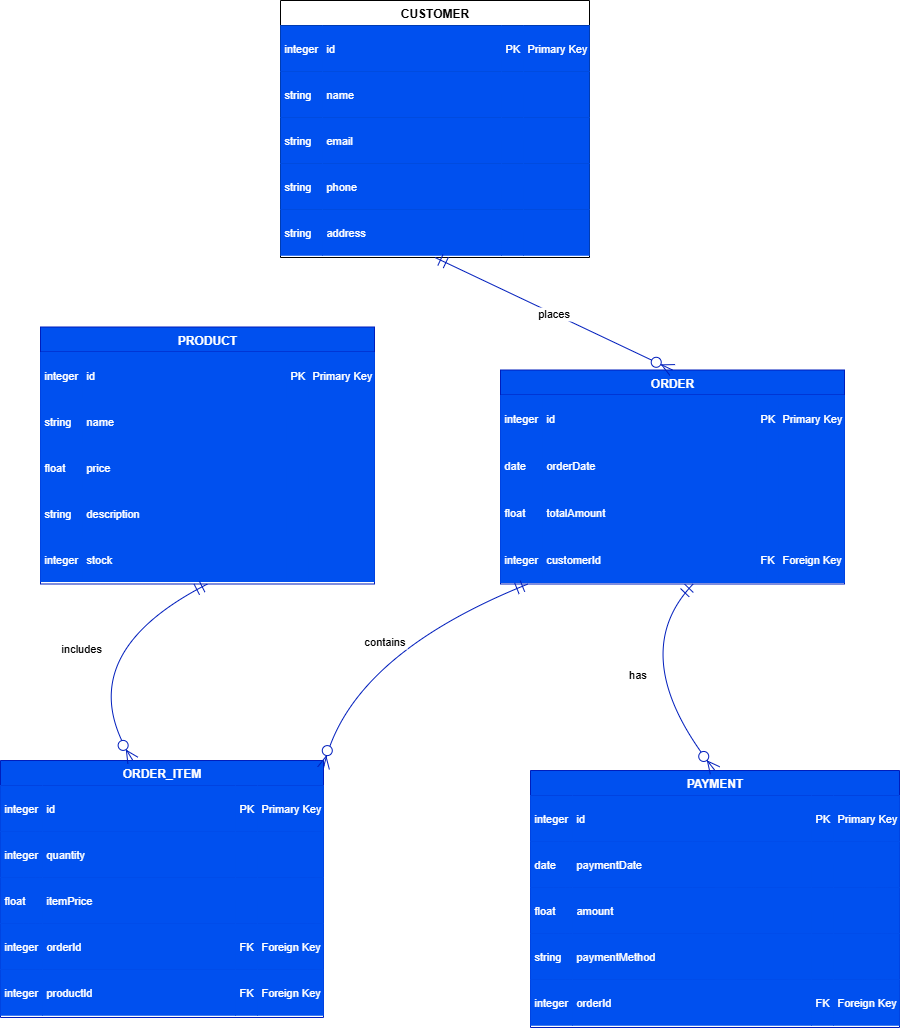 CUSTOMER
integer id PK Primary Key
string name
string email
string phone
string address
places
PRODUCT
integer id PK Primary Key
string name
float price
string description
integer stock
ORDER
integer id PK Primary Key
date orderDate
float totalAmount
integer customerId FK Foreign Key
includes
contains
has
ORDER_ITEM
integer id PK Primary Key
integer quantity
float itemPrice
integer orderId FK Foreign Key
integer productId FK Foreign Key
PAYMENT
integer id PK Primary Key
date paymentDate
float amount
string paymentMethod
integer orderId FK Foreign Key